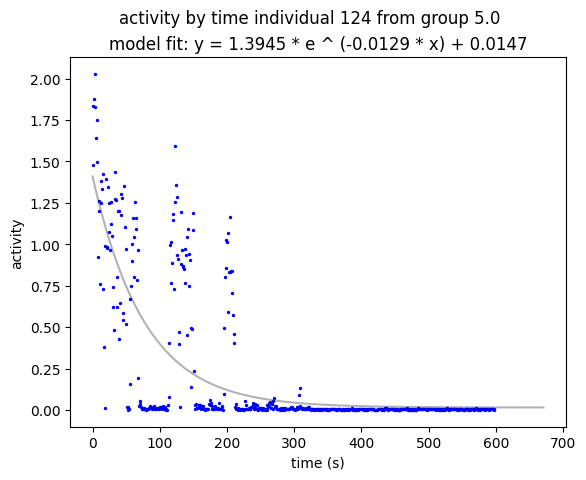 activity by time individual 124 from group 5.0
model fit: y = 1.3945 * e ^ (-0.0129 * x) + 0.0147
2.00
1.75
1.50
1.25
1.00
0.75
0.50
0.25
0.00
activity
0 100 200 300 400 500 600 700
time (s)